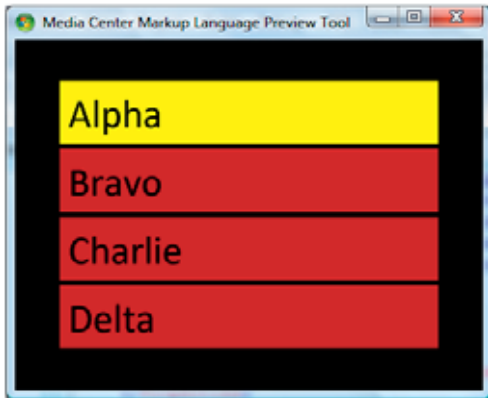 Media Center Markup Language Preview Tool
Alpha
Bravo
Charlie
Delta